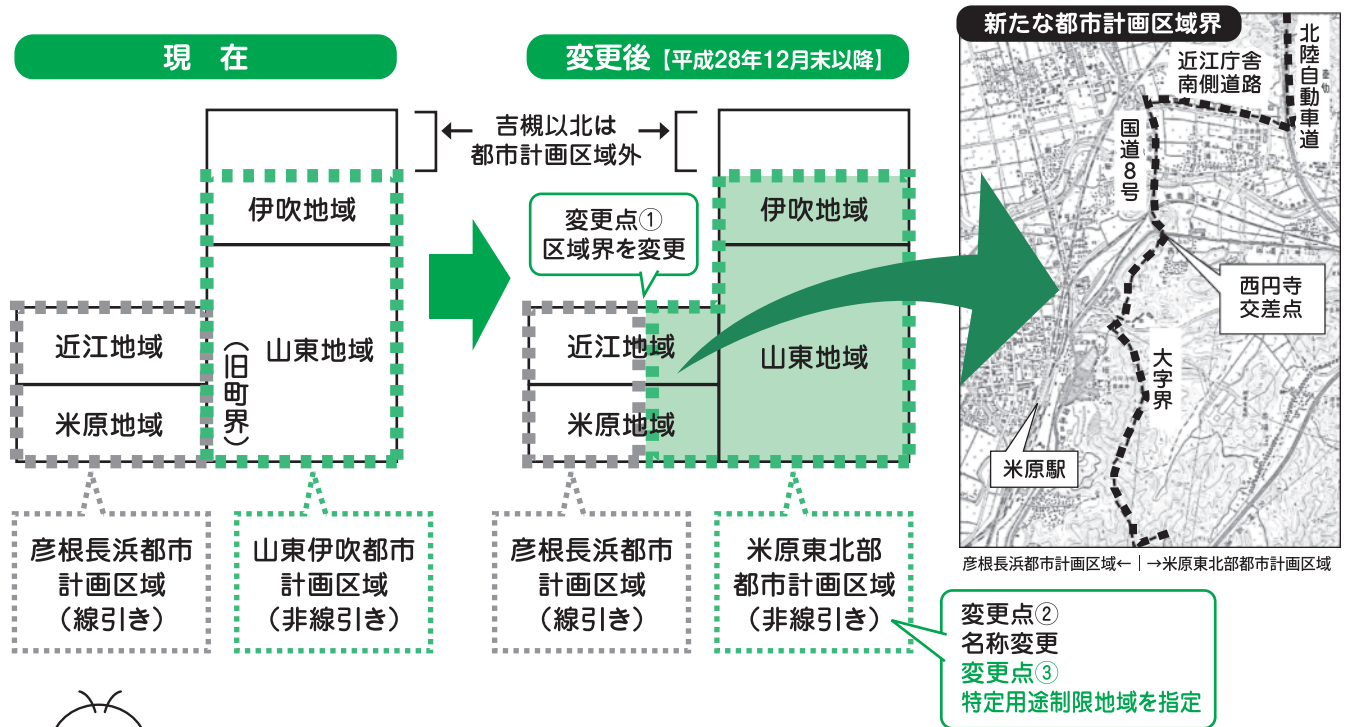 現　在
変更後【平成28年12月末以降】
新たな都市計画区域界
吉槻以北は
都市計画区域外
伊吹地域
近江地域
米原地域
（旧町界）
山東地域
変更点①
区域界を変更
伊吹地域
近江地域
米原地域
山東地域
近江庁舎
南側道路
北陸自動車道
国道8号
西円寺
交差点
大字界
米原駅
彦根長浜都市計画区域←｜→米原東北部都市計画区域
彦根長浜都市
計画区域
（線引き）
山東伊吹都市
計画区域
（非線引き）
彦根長浜都市
計画区域
（線引き）
米原東北部
都市計画区域
（非線引き）
変更点②
名称変更
変更点③
特定用途制限地域を指定